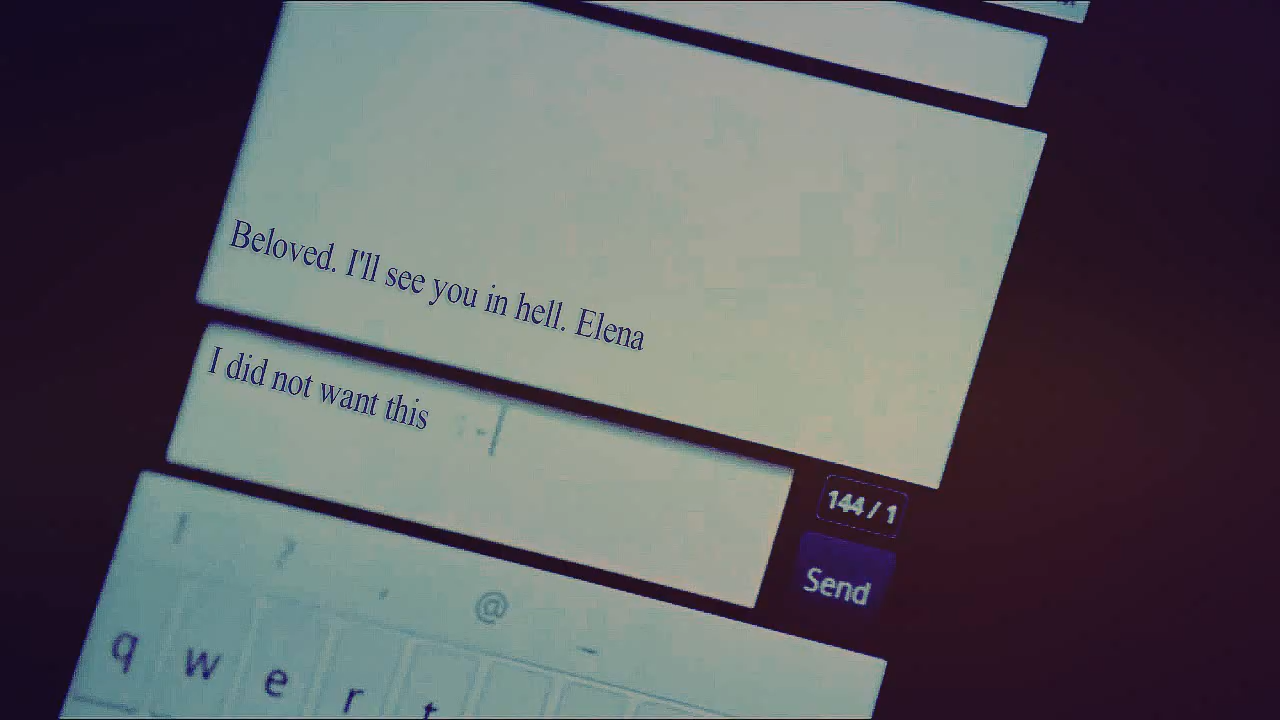 Beloved. I'll see you in hell. Elena
I did not want this
144 / 1
Send
! ? , @ _
q w e r t